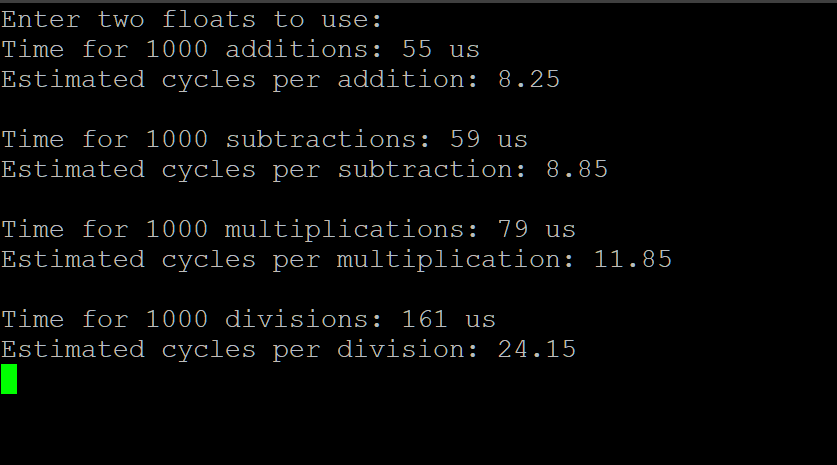 Enter two floats to use:
Time for 1000 additions: 55 us
Estimated cycles per addition: 8.25
Time for 1000 subtractions: 59 us
Estimated cycles per subtraction: 8.85
Time for 1000 multiplications: 79 us
Estimated cycles per multiplication: 11.85
Time for 1000 divisions: 161 us
Estimated cycles per division: 24.15